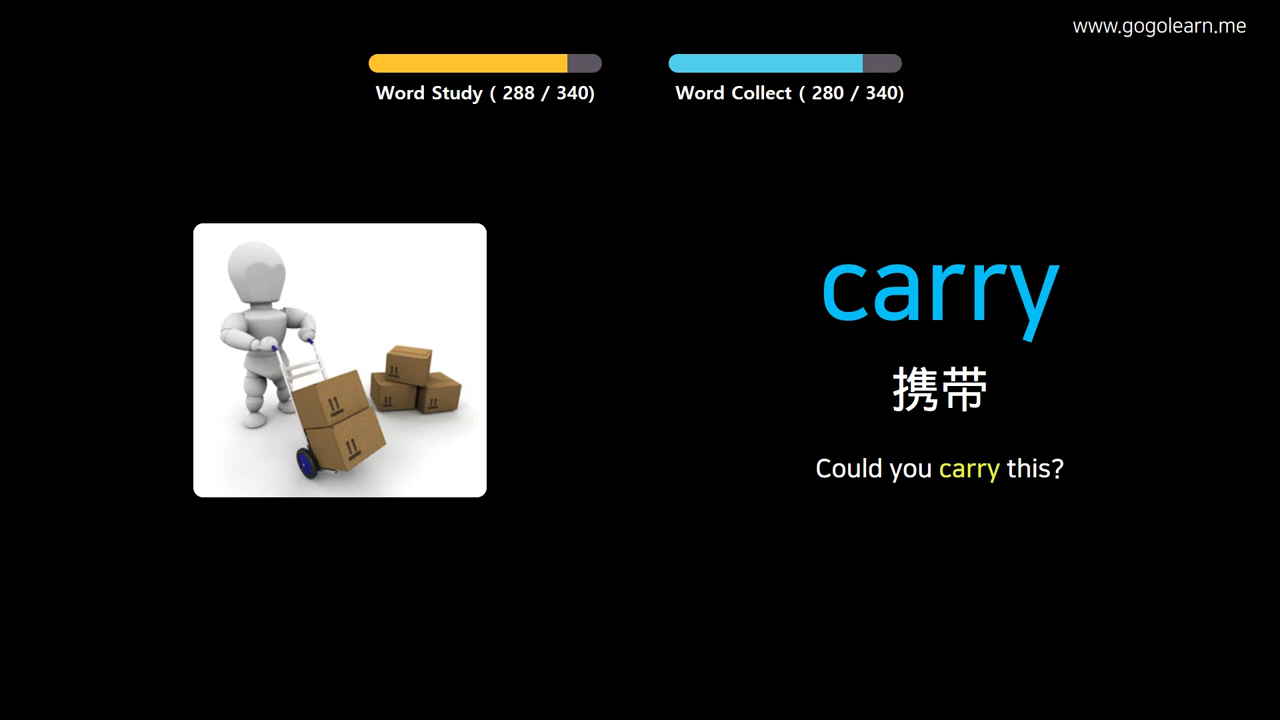 www.gogolearn.me
Word Study ( 288 / 340)
Word Collect ( 280 / 340)
carry
携带
Could you carry this?